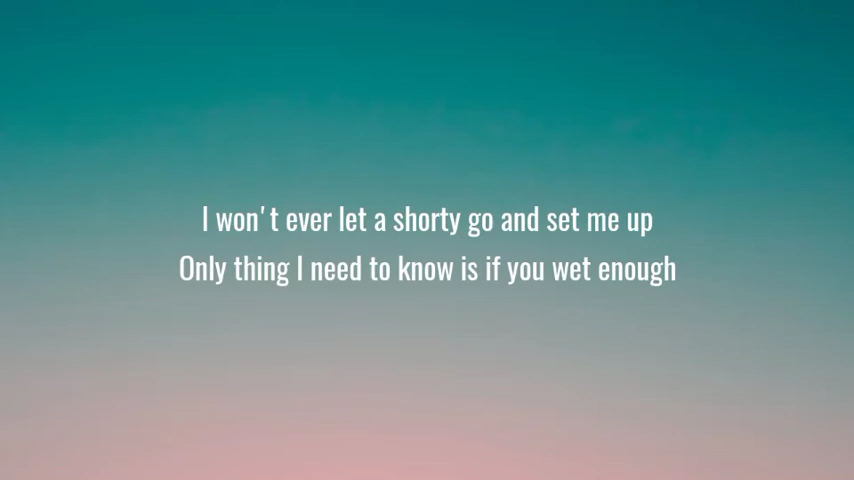 I won't ever let a shorty go and set me up
Only thing I need to know is if you wet enough